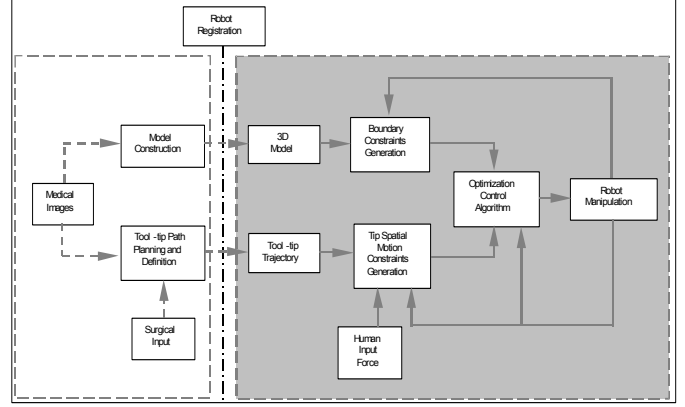 Robot
Registration
Model
Construction
3D
Model
Boundary
Constraints
Generation
Medical
Images
Optimization
Control
Algorithm
Robot
Manipulation
Tool -tip Path
Planning and
Definition
Tool -tip
Trajectory
Tip Spatial
Motion
Constraints
Generation
Surgical
Input
Human
Input
Force